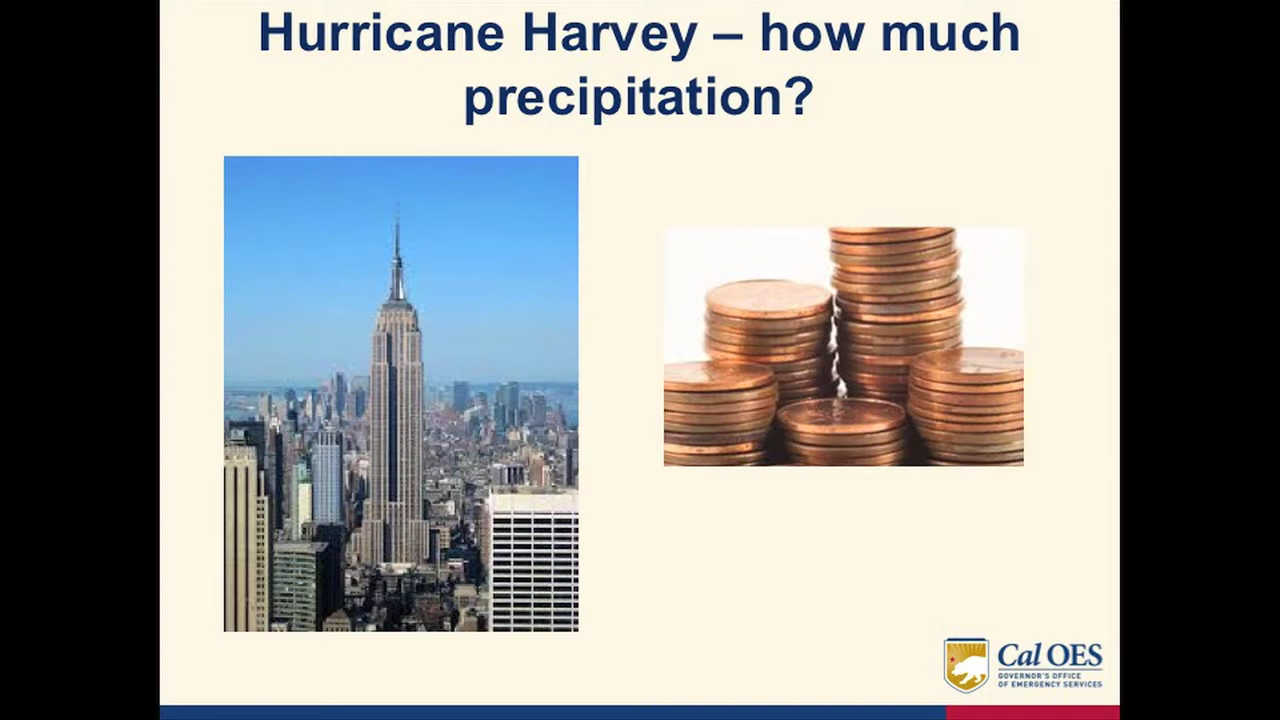 Hurricane Harvey – how much
precipitation?
Cal OES
GOVERNOR'S OFFICE
OF EMERGENCY SERVICES